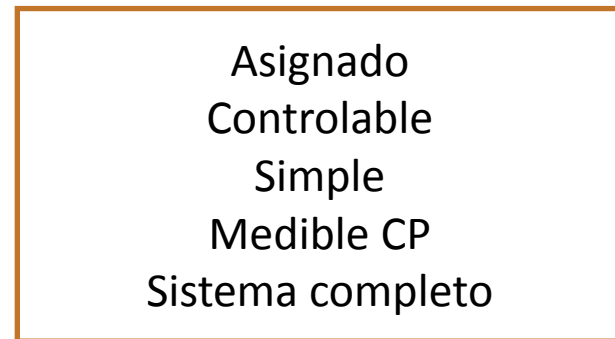 Asignado
Controlable
Simple
Medible CP
Sistema completo